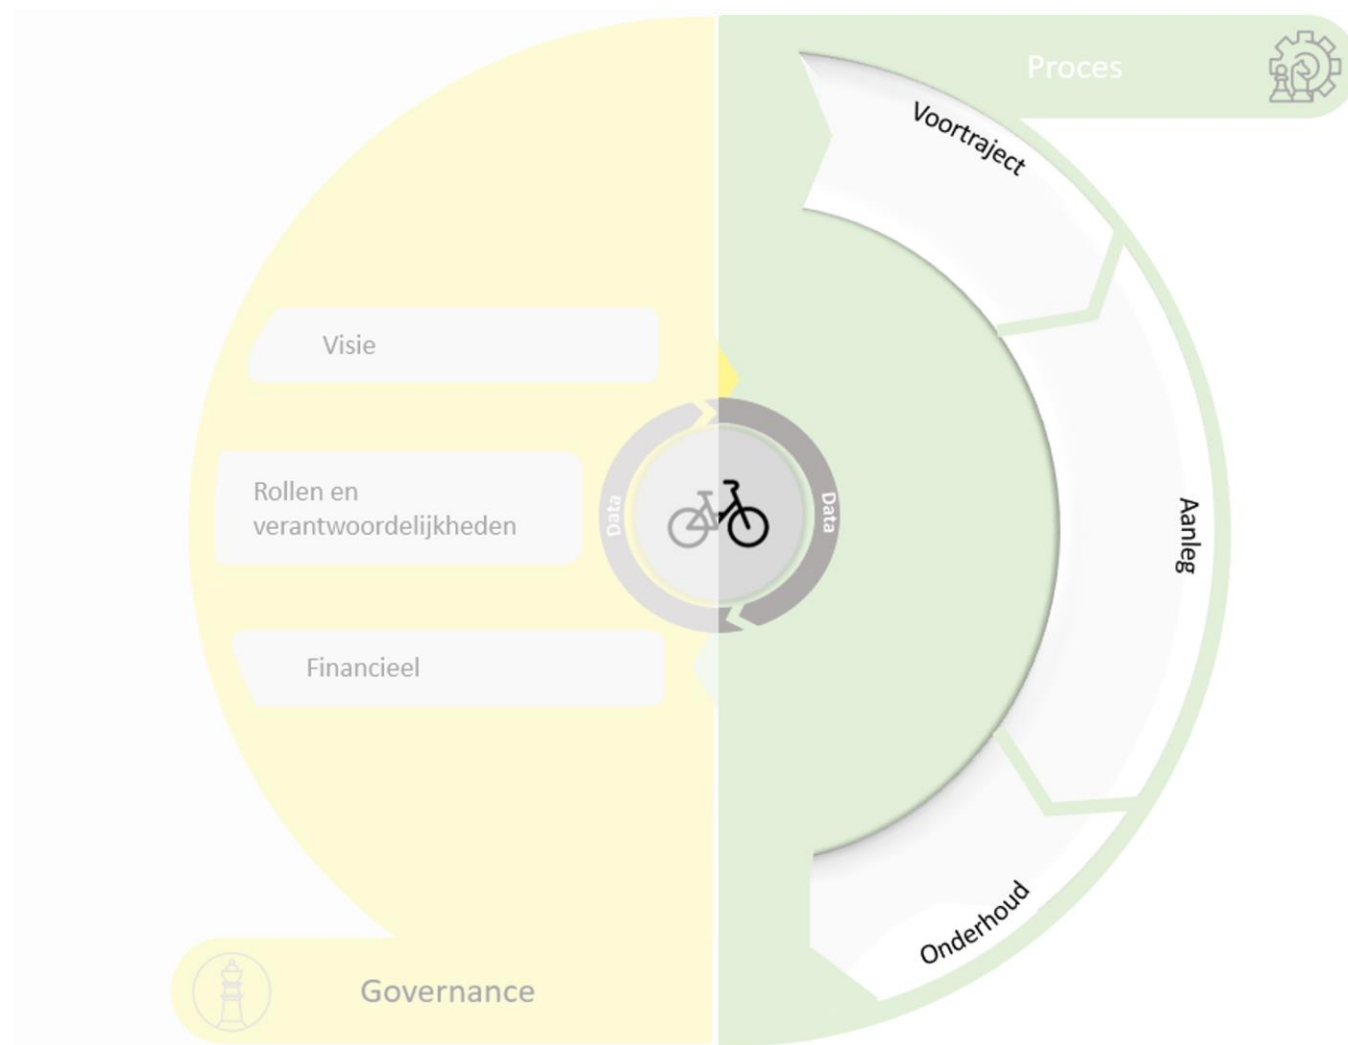 Proces
Voortraject
Visie
Rollen en
verantwoordelijkheden
Data
Data
Aanleg
Financieel
Onderhoud
Governance